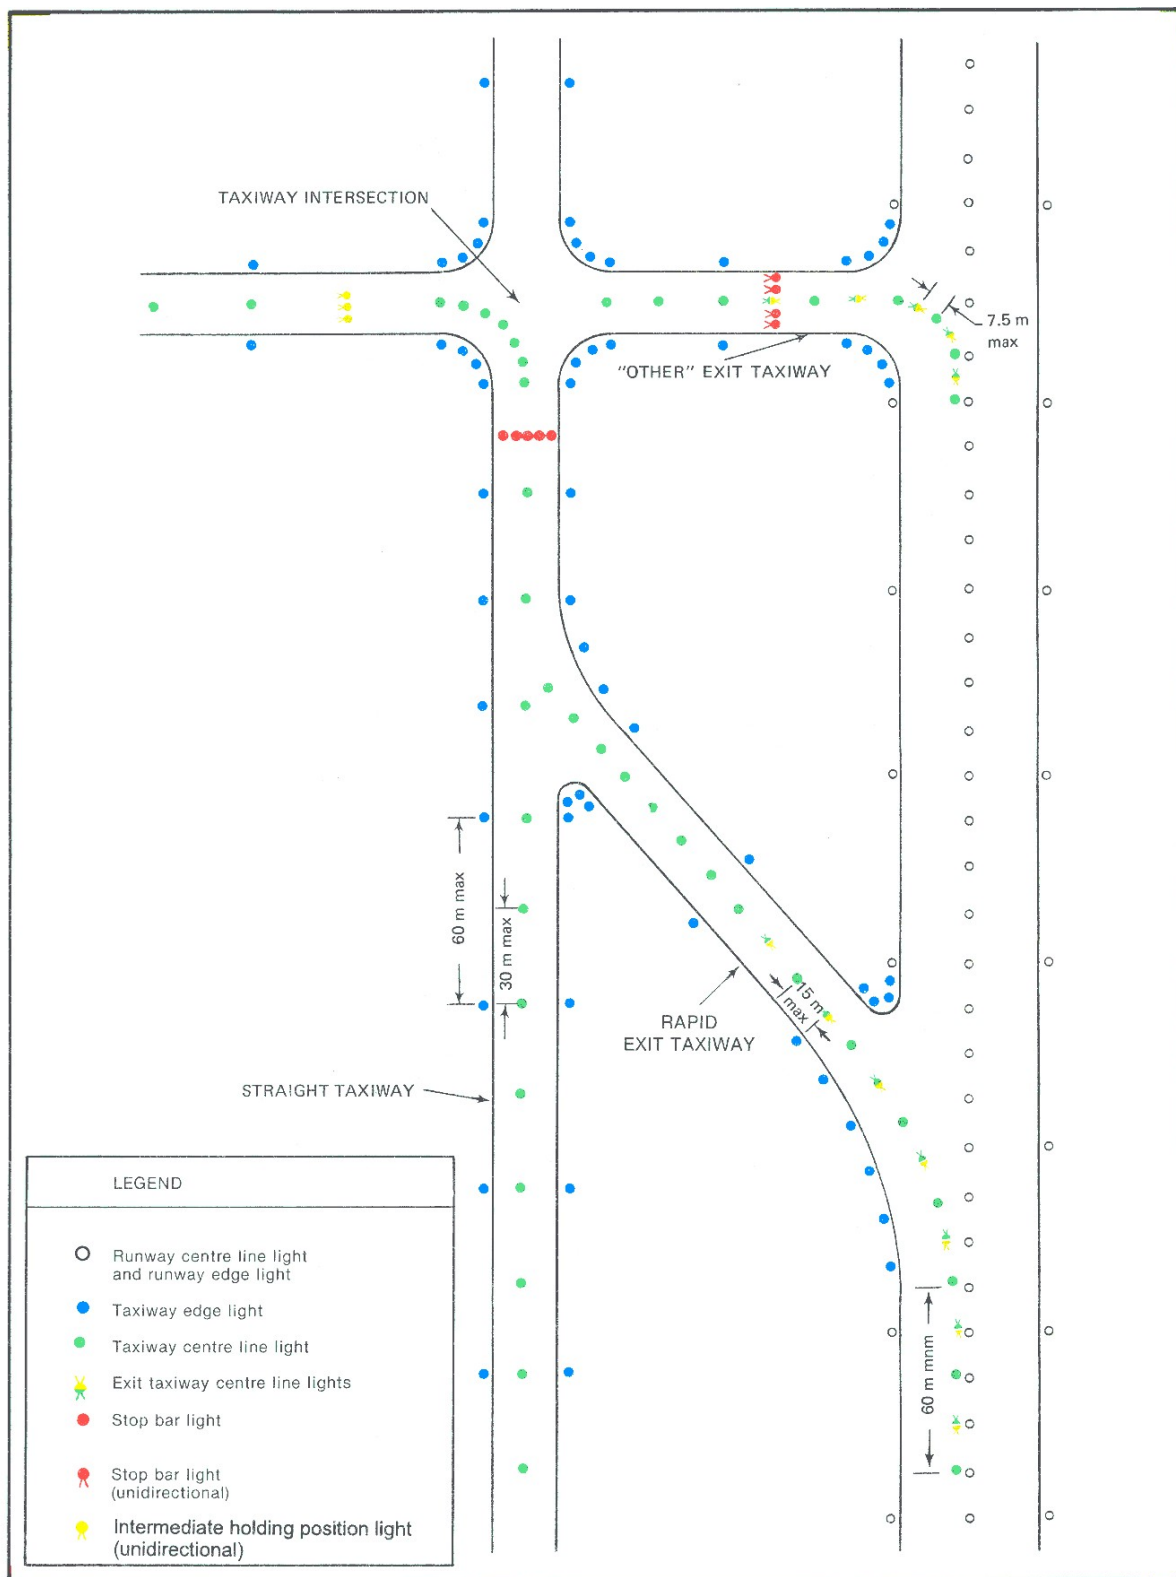 TAXIWAY INTERSECTION
7.5 m
max
"OTHER" EXIT TAXIWAY
60 m max
30 m max
15 m
max
RAPID
EXIT TAXIWAY
STRAIGHT TAXIWAY
60 m mnm
LEGEND
Runway centre line light
and runway edge light
Taxiway edge light
Taxiway centre line light
Exit taxiway centre line lights
Stop bar light
Stop bar light
(unidirectional)
Intermediate holding position light
(unidirectional)